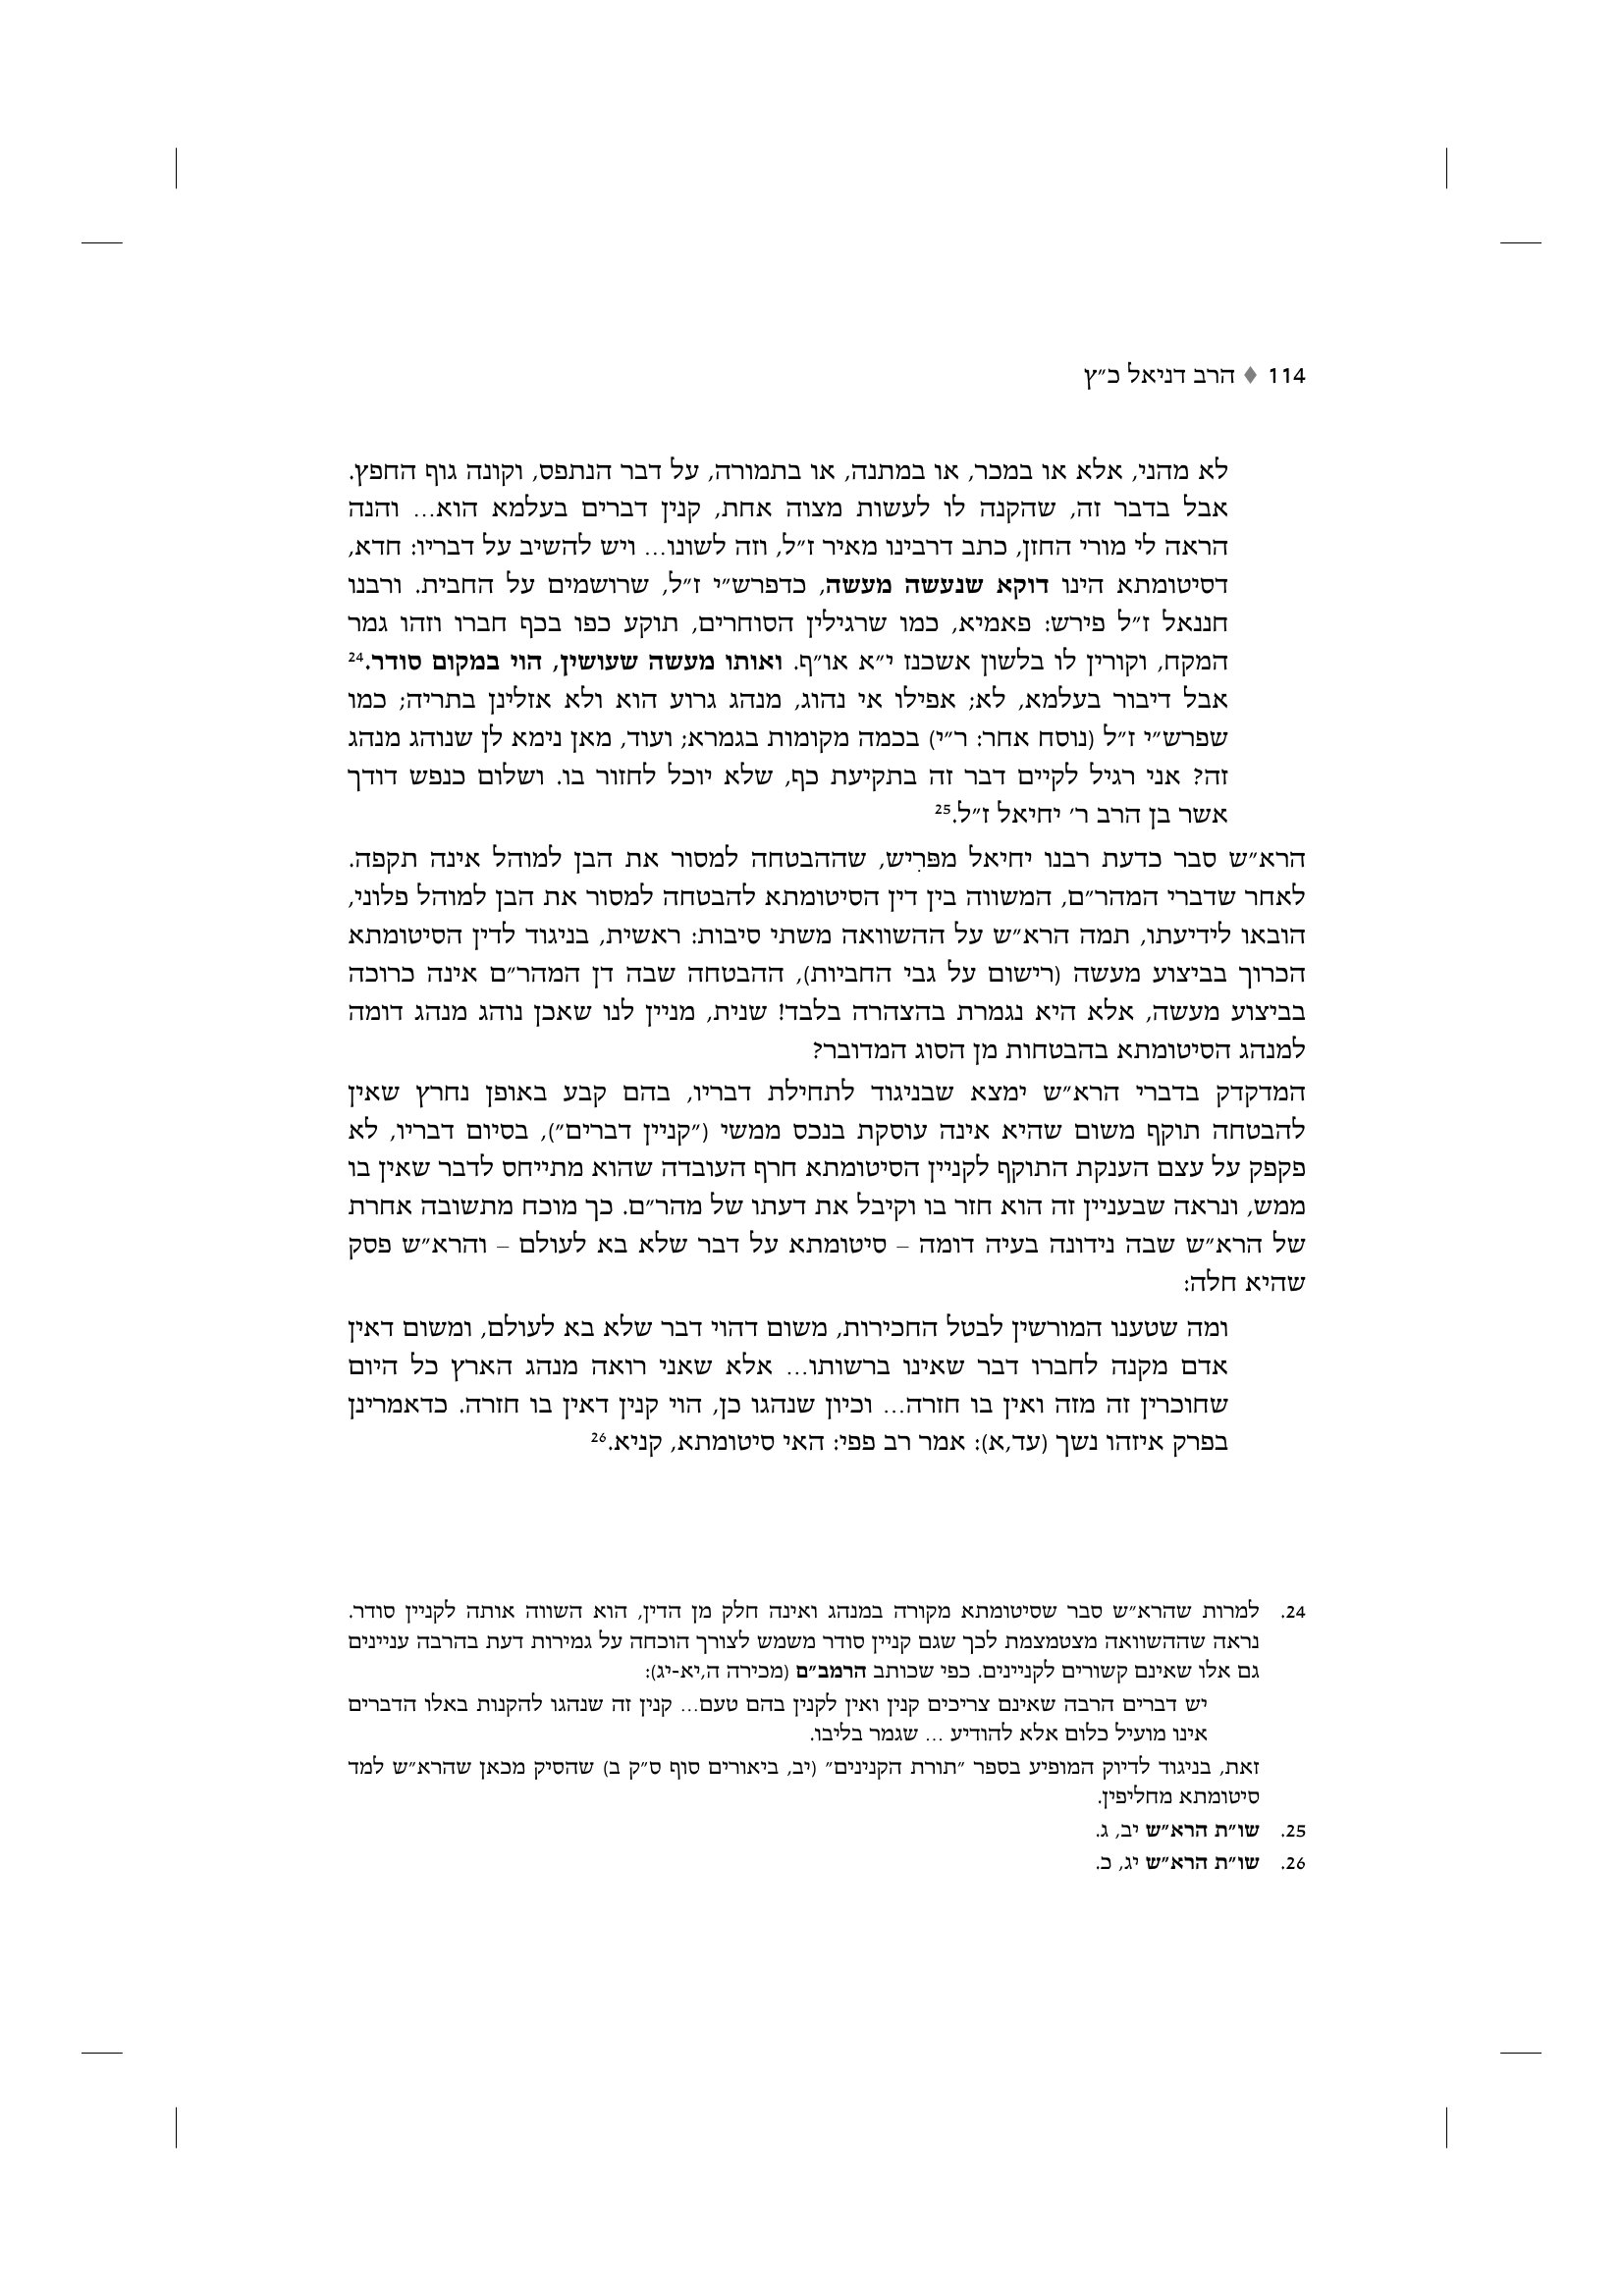 114 ♦ הרב דניאל כ״ץ
לא מהני, אלא או במכר, או במתנה, או בתמורה, על דבר הנתפס, וקונה גוף החפץ.
אבל בדבר זה, שהקנה לו לעשות מצוה אחת, קנין דברים בעלמא הוא... והנה
הראה לי מורי החזן, כתב דרבינו מאיר ז״ל, וזה לשונו... ויש להשיב על דבריו: חדא,
דסיטומתא הינו דוקא שנעשה מעשה, כדפרש״י ז״ל, שרושמים על החבית. ורבנו
חננאל ז״ל פירש: פאמיא, כמו שרגילין הסוחרים, תוקע כפו בכף חברו וזהו גמר
המקח, וקורין לו בלשון אשכנז י״א או״ף. ואותו מעשה שעושין, הוי במקום סודר.24
אבל דיבור בעלמא, לא; אפילו אי נהוג, מנהג גרוע הוא ולא אזלינן בתריה; כמו
שפרש״י ז״ל (נוסח אחר: ר״י) בכמה מקומות בגמרא; ועוד, מאן נימא לן שנוהג מנהג
זה? אני רגיל לקיים דבר זה בתקיעת כף, שלא יוכל לחזור בו. ושלום כנפש דודך
אשר בן הרב ר׳ יחיאל ז״ל.25
הרא״ש סבר כדעת רבנו יחיאל מפּרִיש, שההבטחה למסור את הבן למוהל אינה תקפה.
לאחר שדברי המהר״ם, המשווה בין דין הסיטומתא להבטחה למסור את הבן למוהל פלוני,
הובאו לידיעתו, תמה הרא״ש על ההשוואה משתי סיבות: ראשית, בניגוד לדין הסיטומתא
הכרוך בביצוע מעשה (רישום על גבי החביות), ההבטחה שבה דן המהר״ם אינה כרוכה
בביצוע מעשה, אלא היא נגמרת בהצהרה בלבד! שנית, מניין לנו שאכן נוהג מנהג דומה
למנהג הסיטומתא בהבטחות מן הסוג המדובר?
המדקדק בדברי הרא״ש ימצא שבניגוד לתחילת דבריו, בהם קבע באופן נחרץ שאין
להבטחה תוקף משום שהיא אינה עוסקת בנכס ממשי (״קניין דברים״), בסיום דבריו, לא
פקפק על עצם הענקת התוקף לקניין הסיטומתא חרף העובדה שהוא מתייחס לדבר שאין בו
ממש, ונראה שבעניין זה הוא חזר בו וקיבל את דעתו של מהר״ם. כך מוכח מתשובה אחרת
של הרא״ש שבה נידונה בעיה דומה – סיטומתא על דבר שלא בא לעולם – והרא״ש פסק
שהיא חלה:
ומה שטענו המורשין לבטל החכירות, משום דהוי דבר שלא בא לעולם, ומשום דאין
אדם מקנה לחברו דבר שאינו ברשותו... אלא שאני רואה מנהג הארץ כל היום
שחוכרין זה מזה ואין בו חזרה... וכיון שנהגו כן, הוי קנין דאין בו חזרה. כדאמרינן
בפרק איזהו נשך (עד,א): אמר רב פפי: האי סיטומתא, קניא.26
24. למרות שהרא״ש סבר שסיטומתא מקורה במנהג ואינה חלק מן הדין, הוא השווה אותה לקניין סודר.
נראה שההשוואה מצטמצמת לכך שגם קניין סודר משמש לצורך הוכחה על גמירות דעת בהרבה עניינים
גם אלו שאינם קשורים לקניינים. כפי שכותב הרמב״ם (מכירה ה,יא-יג):
יש דברים הרבה שאינם צריכים קנין ואין לקנין בהם טעם... קנין זה שנהגו להקנות באלו הדברים
אינו מועיל כלום אלא להודיע ... שגמר בליבו.
זאת, בניגוד לדיוק המופיע בספר ״תורת הקנינים״ (יב, ביאורים סוף ס״ק ב) שהסיק מכאן שהרא״ש למד
סיטומתא מחליפין.
25. שו״ת הרא״ש יב, ג.
26. שו״ת הרא״ש יג, כ.